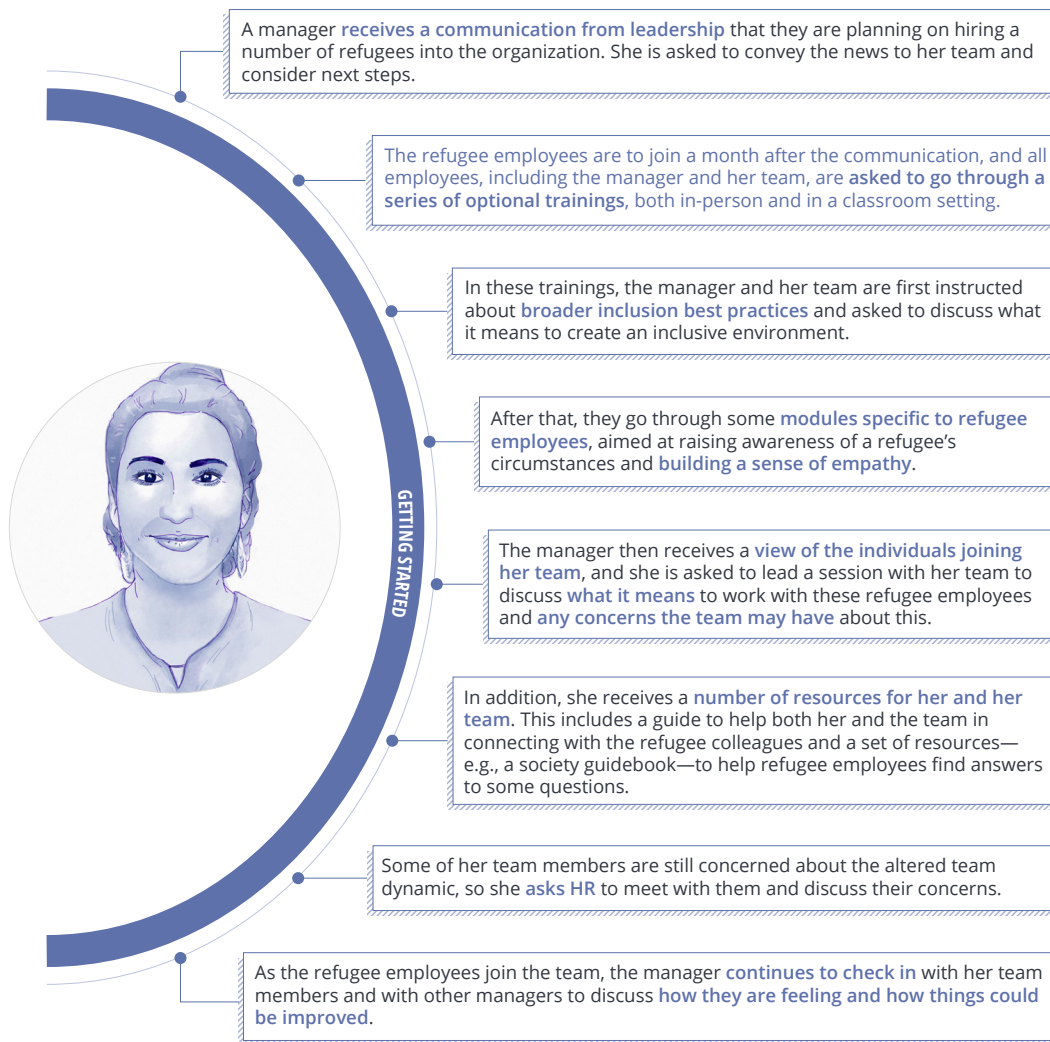 A manager receives a communication from leadership that they are planning on hiring a
number of refugees into the organization. She is asked to convey the news to her team and
consider next steps.
The refugee employees are to join a month after the communication, and all
employees, including the manager and her team, are asked to go through a
series of optional trainings, both in-person and in a classroom setting.
In these trainings, the manager and her team are first instructed
about broader inclusion best practices and asked to discuss what
it means to create an inclusive environment.
After that, they go through some modules specific to refugee
employees, aimed at raising awareness of a refugee’s
circumstances and building a sense of empathy.
GETTING STARTED
The manager then receives a view of the individuals joining
her team, and she is asked to lead a session with her team to
discuss what it means to work with these refugee employees
and any concerns the team may have about this.
In addition, she receives a number of resources for her and her
team. This includes a guide to help both her and the team in
connecting with the refugee colleagues and a set of resources—
e.g., a society guidebook—to help refugee employees find answers
to some questions.
Some of her team members are still concerned about the altered team
dynamic, so she asks HR to meet with them and discuss their concerns.
As the refugee employees join the team, the manager continues to check in with her team
members and with other managers to discuss how they are feeling and how things could
be improved.